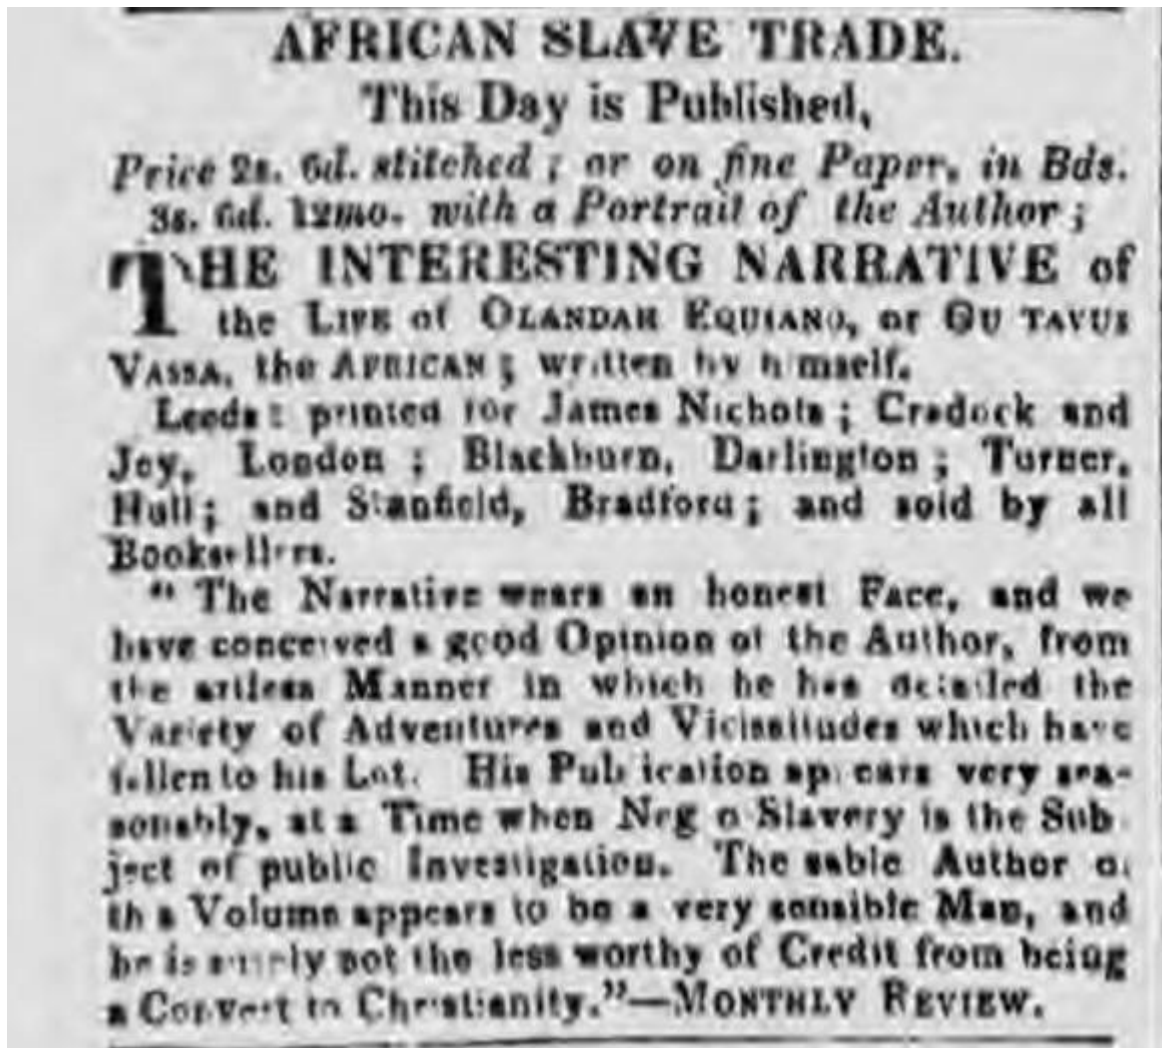 AFRICAN SLAVE TRADE.
This Day is Published,
Price 2s. 6d. stitched ; or on fine Paper, in Bds.
3s. 6d. 12mo. with a Portrait of the Author ;
THE INTERESTING NARRATIVE of
the LIFE of OLANDAH EQUIANO, or GU TAVUS
VASSA, the AFRICAN ; written by himself.
Leeds : printed for James Nichols ; Cradock and
Joy, London ; Blackburn, Darlington ; Turner,
Hull ; and Stanfield, Bradford ; and sold by all
Booksellers.
" The Narrative wears an honest Face, and we
have conceived a good Opinion of the Author, from
the artless Manner in which he has detailed the
Variety of Adventures and Vicissitudes which have
fallen to his Lot. His Publication appears very sea-
sonably, at a Time when Neg o Slavery is the Sub
ject of public Investigation. The sable Author of
th s Volume appears to be a very sensible Man, and
he is surely not the less worthy of Credit from being
a Convert to Christianity."—MONTHLY REVIEW.